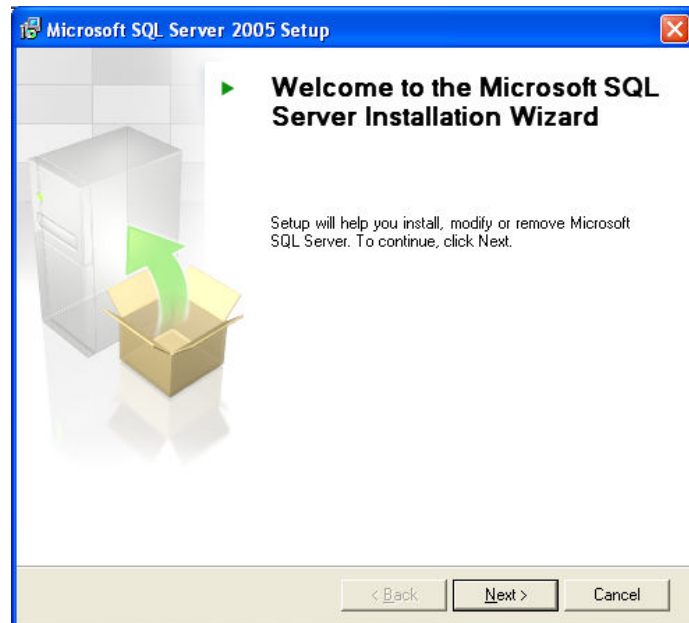 Microsoft SQL Server 2005 Setup
Welcome to the Microsoft SQL
Server Installation Wizard
Setup will help you install, modify or remove Microsoft
SQL Server. To continue, click Next.
< Back Next > Cancel